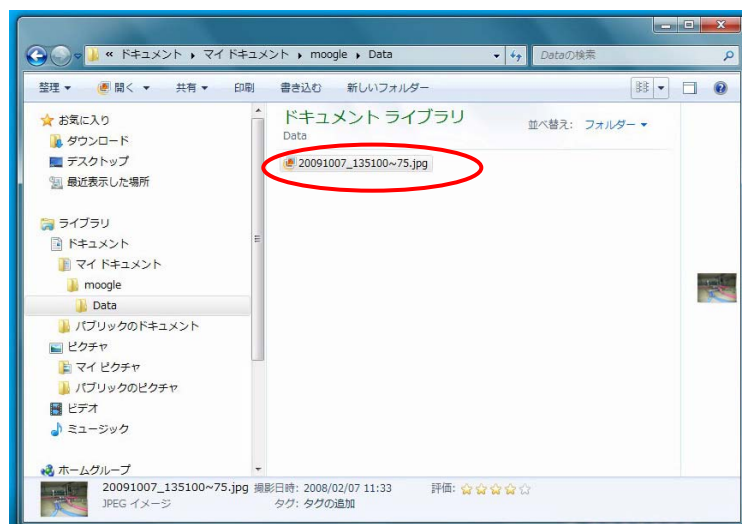 « ドキュメント ▸ マイ ドキュメント ▸ moogle ▸ Data
Dataの検索
整理 ▼ 開く ▼ 共有 ▼ 印刷 書き込む 新しいフォルダー
お気に入り
ダウンロード
デスクトップ
最近表示した場所
ライブラリ
ドキュメント
マイ ドキュメント
moogle
Data
パブリックのドキュメント
ピクチャ
マイ ピクチャ
パブリックのピクチャ
ビデオ
ミュージック
ホームグループ
ドキュメント ライブラリ
Data
並べ替え: フォルダー ▼
20091007_135100~75.jpg
20091007_135100~75.jpg 撮影日時: 2008/02/07 11:33 評価:
JPEG イメージ タグ: タグの追加